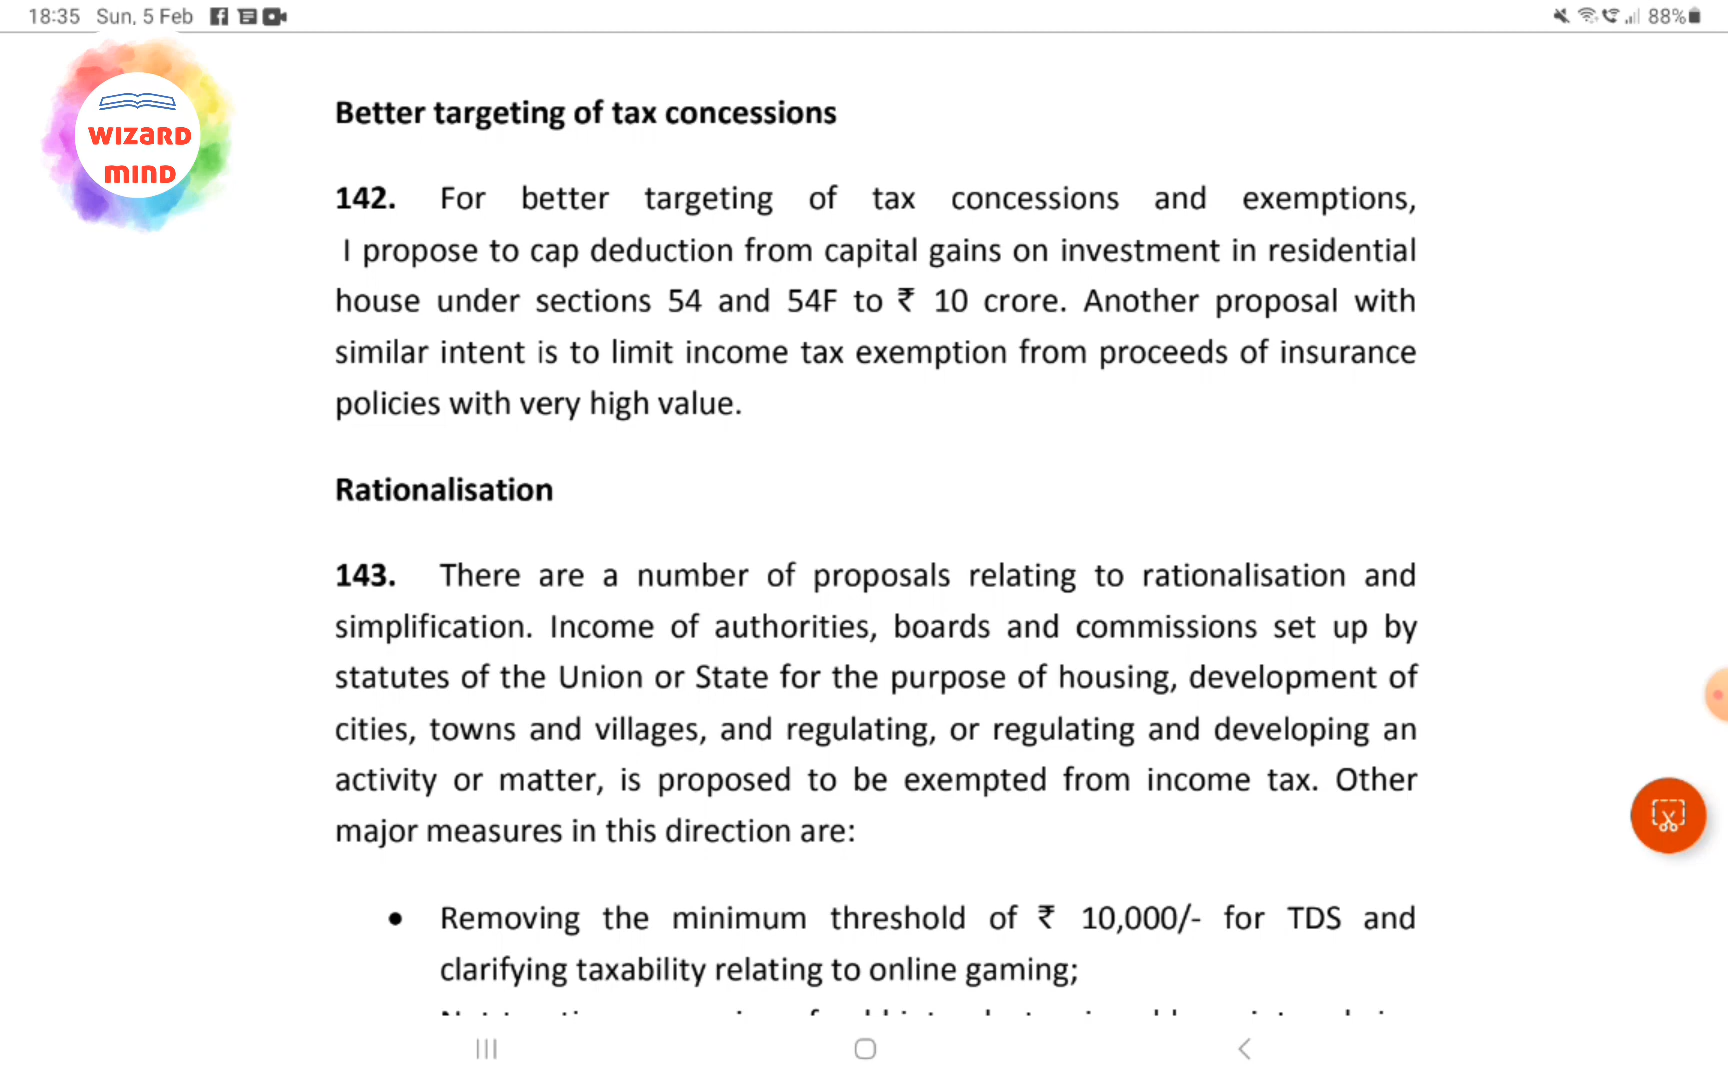 18:35 Sun, 5 Feb
88%
WIZARD
MIND
Better targeting of tax concessions
142. For better targeting of tax concessions and exemptions,
I propose to cap deduction from capital gains on investment in residential
house under sections 54 and 54F to ₹ 10 crore. Another proposal with
similar intent is to limit income tax exemption from proceeds of insurance
policies with very high value.
Rationalisation
143. There are a number of proposals relating to rationalisation and
simplification. Income of authorities, boards and commissions set up by
statutes of the Union or State for the purpose of housing, development of
cities, towns and villages, and regulating, or regulating and developing an
activity or matter, is proposed to be exempted from income tax. Other
major measures in this direction are:
• Removing the minimum threshold of ₹ 10,000/- for TDS and
clarifying taxability relating to online gaming;